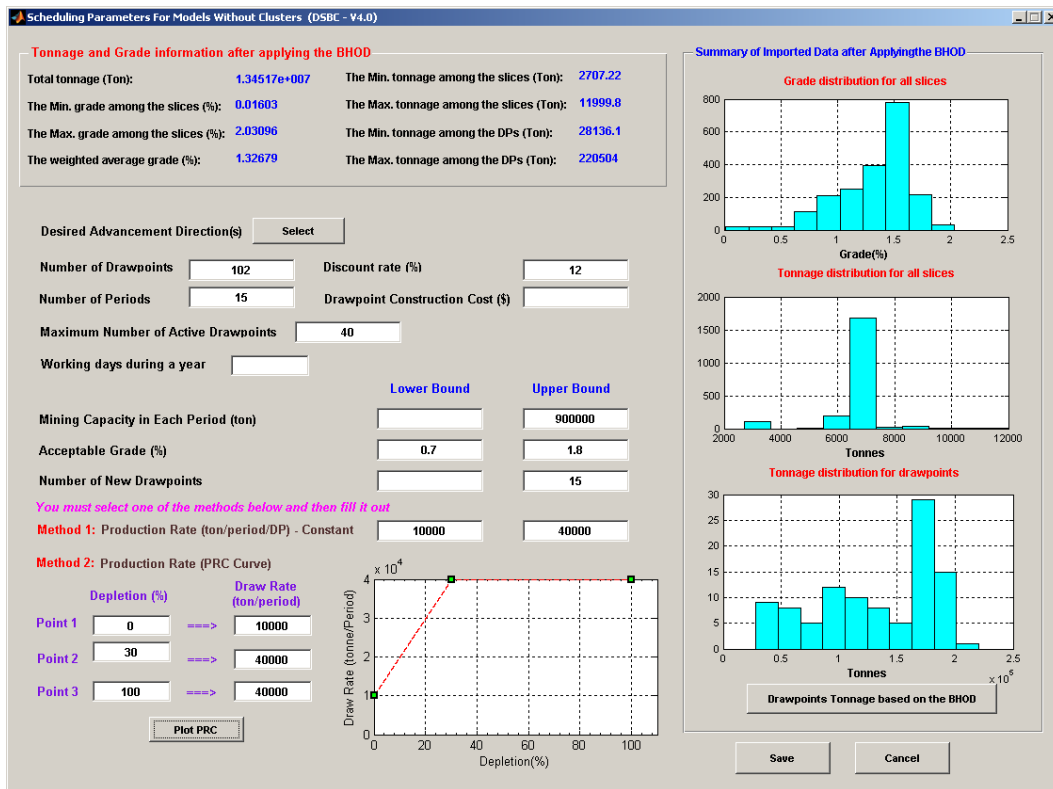 Scheduling Parameters For Models Without Clusters (DSBC - V4.0)
Tonnage and Grade information after applying the BHOD
Total tonnage (Ton): 1.34517e+007
The Min. tonnage among the slices (Ton): 2707.22
The Min. grade among the slices (%): 0.01603
The Max. tonnage among the slices (Ton): 11999.8
The Max. grade among the slices (%): 2.03096
The Min. tonnage among the DPs (Ton): 28136.1
The weighted average grade (%): 1.32679
The Max. tonnage among the DPs (Ton): 220504
Desired Advancement Direction(s) Select
Number of Drawpoints 102 Discount rate (%) 12
Number of Periods 15 Drawpoint Construction Cost ($)
Maximum Number of Active Drawpoints 40
Working days during a year
Lower Bound Upper Bound
Mining Capacity in Each Period (ton) 900000
Acceptable Grade (%) 0.7 1.8
Number of New Drawpoints 15
You must select one of the methods below and then fill it out
Method 1: Production Rate (ton/period/DP) - Constant 10000 40000
Method 2: Production Rate (PRC Curve)
Depletion (%) Draw Rate
(ton/period)
Point 1 0 ===> 10000
Point 2 30 ===> 40000
Point 3 100 ===> 40000
Plot PRC
x 10^4
4
3
2
1
0
0 20 40 60 80 100
Draw Rate (tonne/Period)
Depletion(%)
Summary of Imported Data after Applyingthe BHOD
Grade distribution for all slices
800
600
400
200
0
0 0.5 1 1.5 2 2.5
Grade(%)
Tonnage distribution for all slices
2000
1500
1000
500
0
2000 4000 6000 8000 10000 12000
Tonnes
Tonnage distribution for drawpoints
30
25
20
15
10
5
0
0 0.5 1 1.5 2 2.5
Tonnes
x 10^5
Drawpoints Tonnage based on the BHOD
Save Cancel